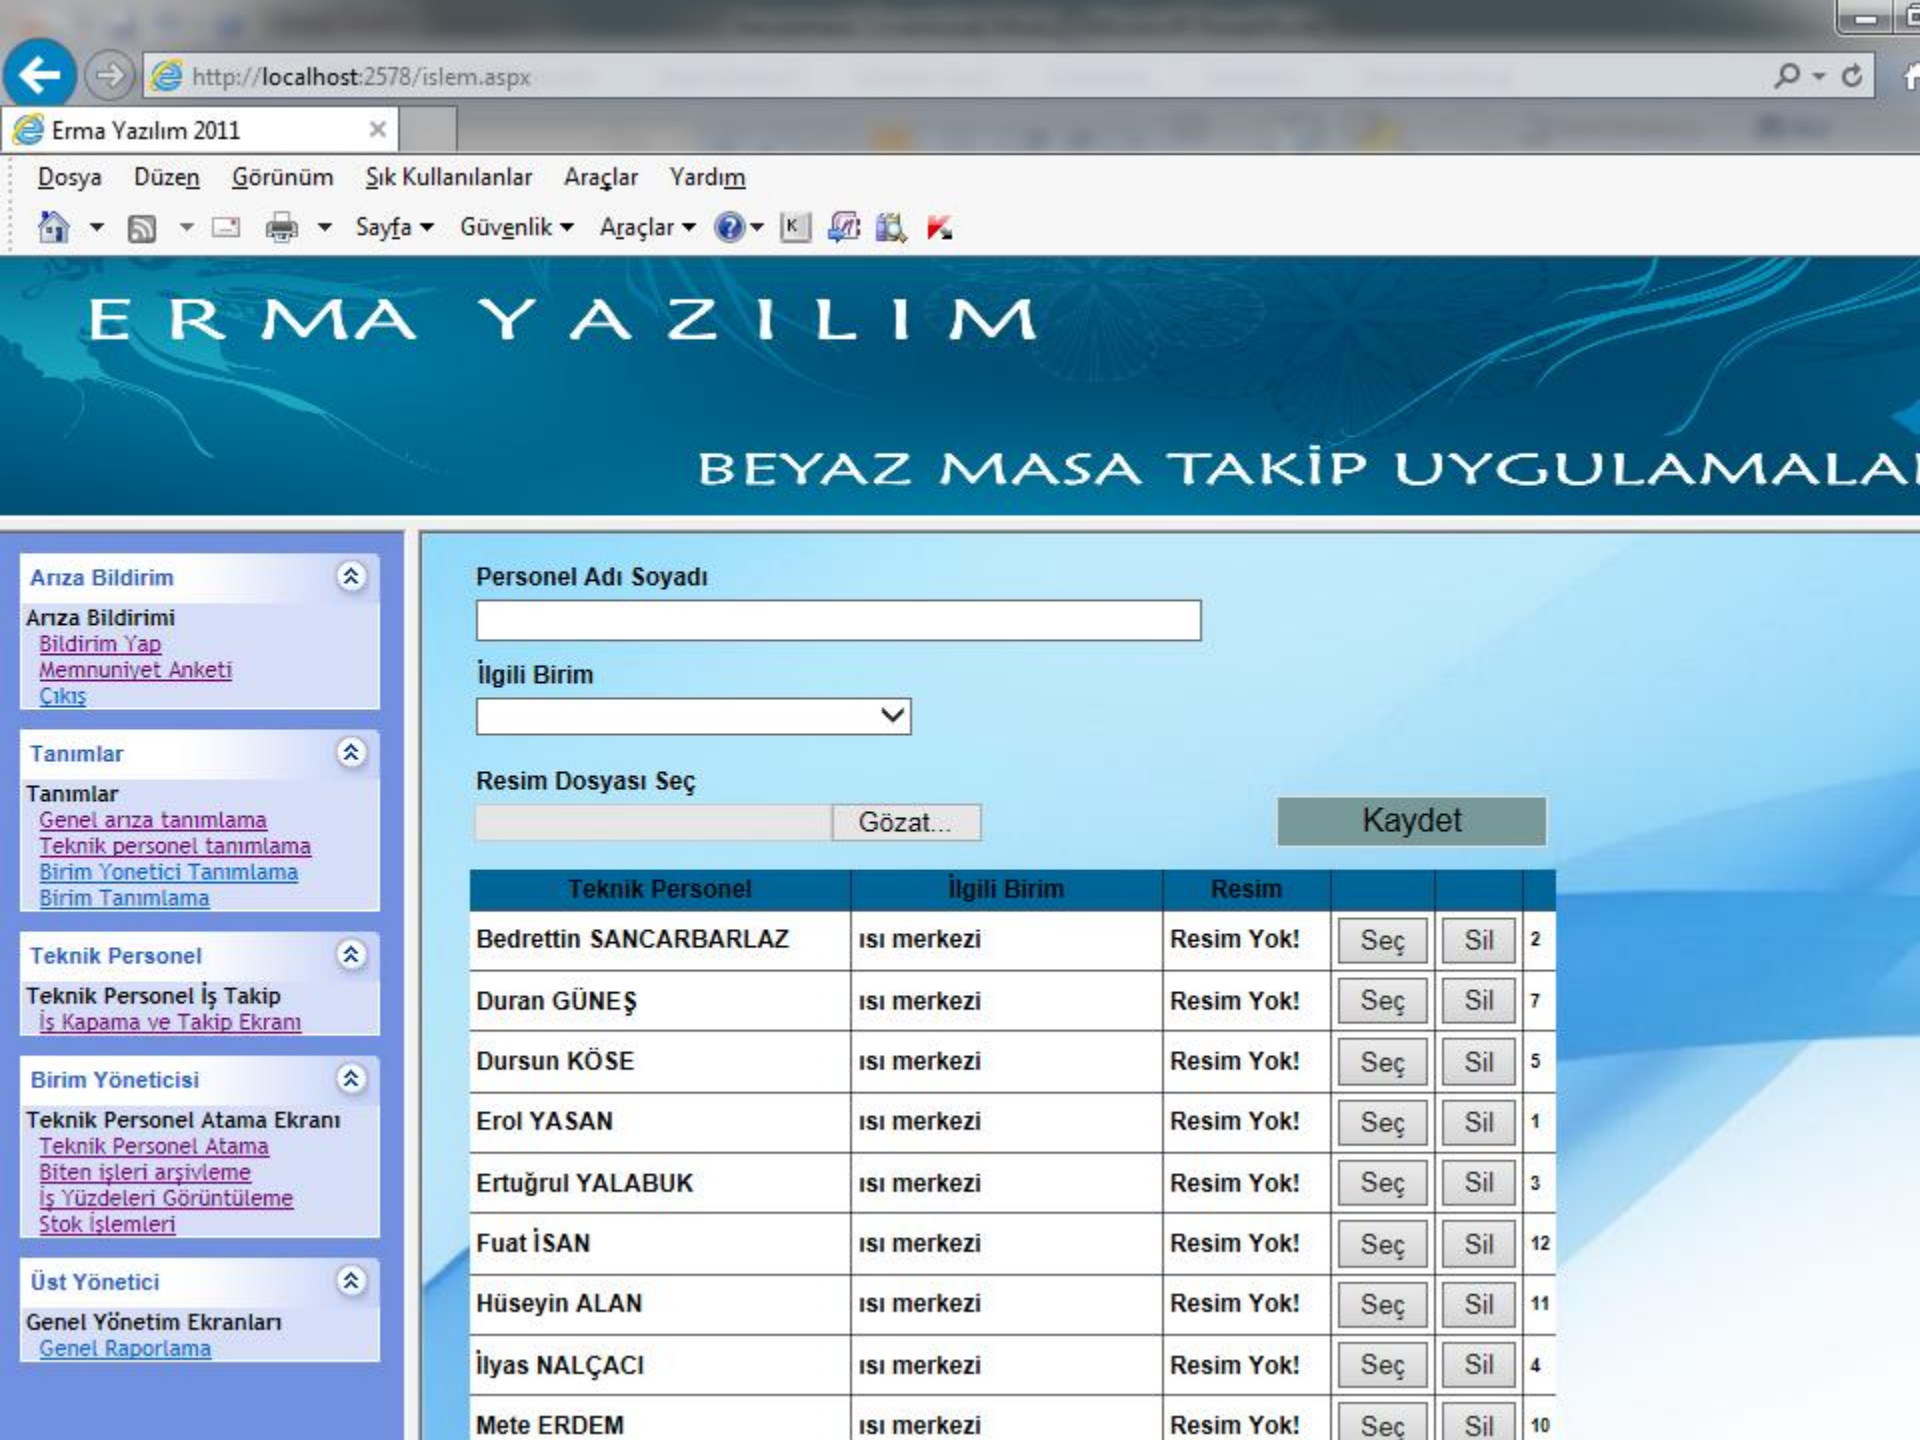 http://localhost:2578/islem.aspx
Erma Yazılım 2011
Dosya Düzen Görünüm Sık Kullanılanlar Araçlar Yardım
Sayfa Güvenlik Araçlar
ERMA YAZILIM
BEYAZ MASA TAKİP UYGULAMALA
Arıza Bildirim
Arıza Bildirimi
Bildirim Yap
Memnuniyet Anketi
Çıkış
Tanımlar
Tanımlar
Genel arıza tanımlama
Teknik personel tanımlama
Birim Yonetici Tanımlama
Birim Tanımlama
Teknik Personel
Teknik Personel İş Takip
İş Kapama ve Takip Ekranı
Birim Yöneticisi
Teknik Personel Atama Ekranı
Teknik Personel Atama
Biten işleri arşivleme
İş Yüzdeleri Görüntüleme
Stok İşlemleri
Üst Yönetici
Genel Yönetim Ekranları
Genel Raporlama
Personel Adı Soyadı
İlgili Birim
Resim Dosyası Seç
Gözat... Kaydet
Teknik Personel İlgili Birim Resim
Bedrettin SANCARBARLAZ ısı merkezi Resim Yok! Seç Sil 2
Duran GÜNEŞ ısı merkezi Resim Yok! Seç Sil 7
Dursun KÖSE ısı merkezi Resim Yok! Seç Sil 5
Erol YASAN ısı merkezi Resim Yok! Seç Sil 1
Ertuğrul YALABUK ısı merkezi Resim Yok! Seç Sil 3
Fuat İSAN ısı merkezi Resim Yok! Seç Sil 12
Hüseyin ALAN ısı merkezi Resim Yok! Seç Sil 11
İlyas NALÇACI ısı merkezi Resim Yok! Seç Sil 4
Mete ERDEM ısı merkezi Resim Yok! Seç Sil 10